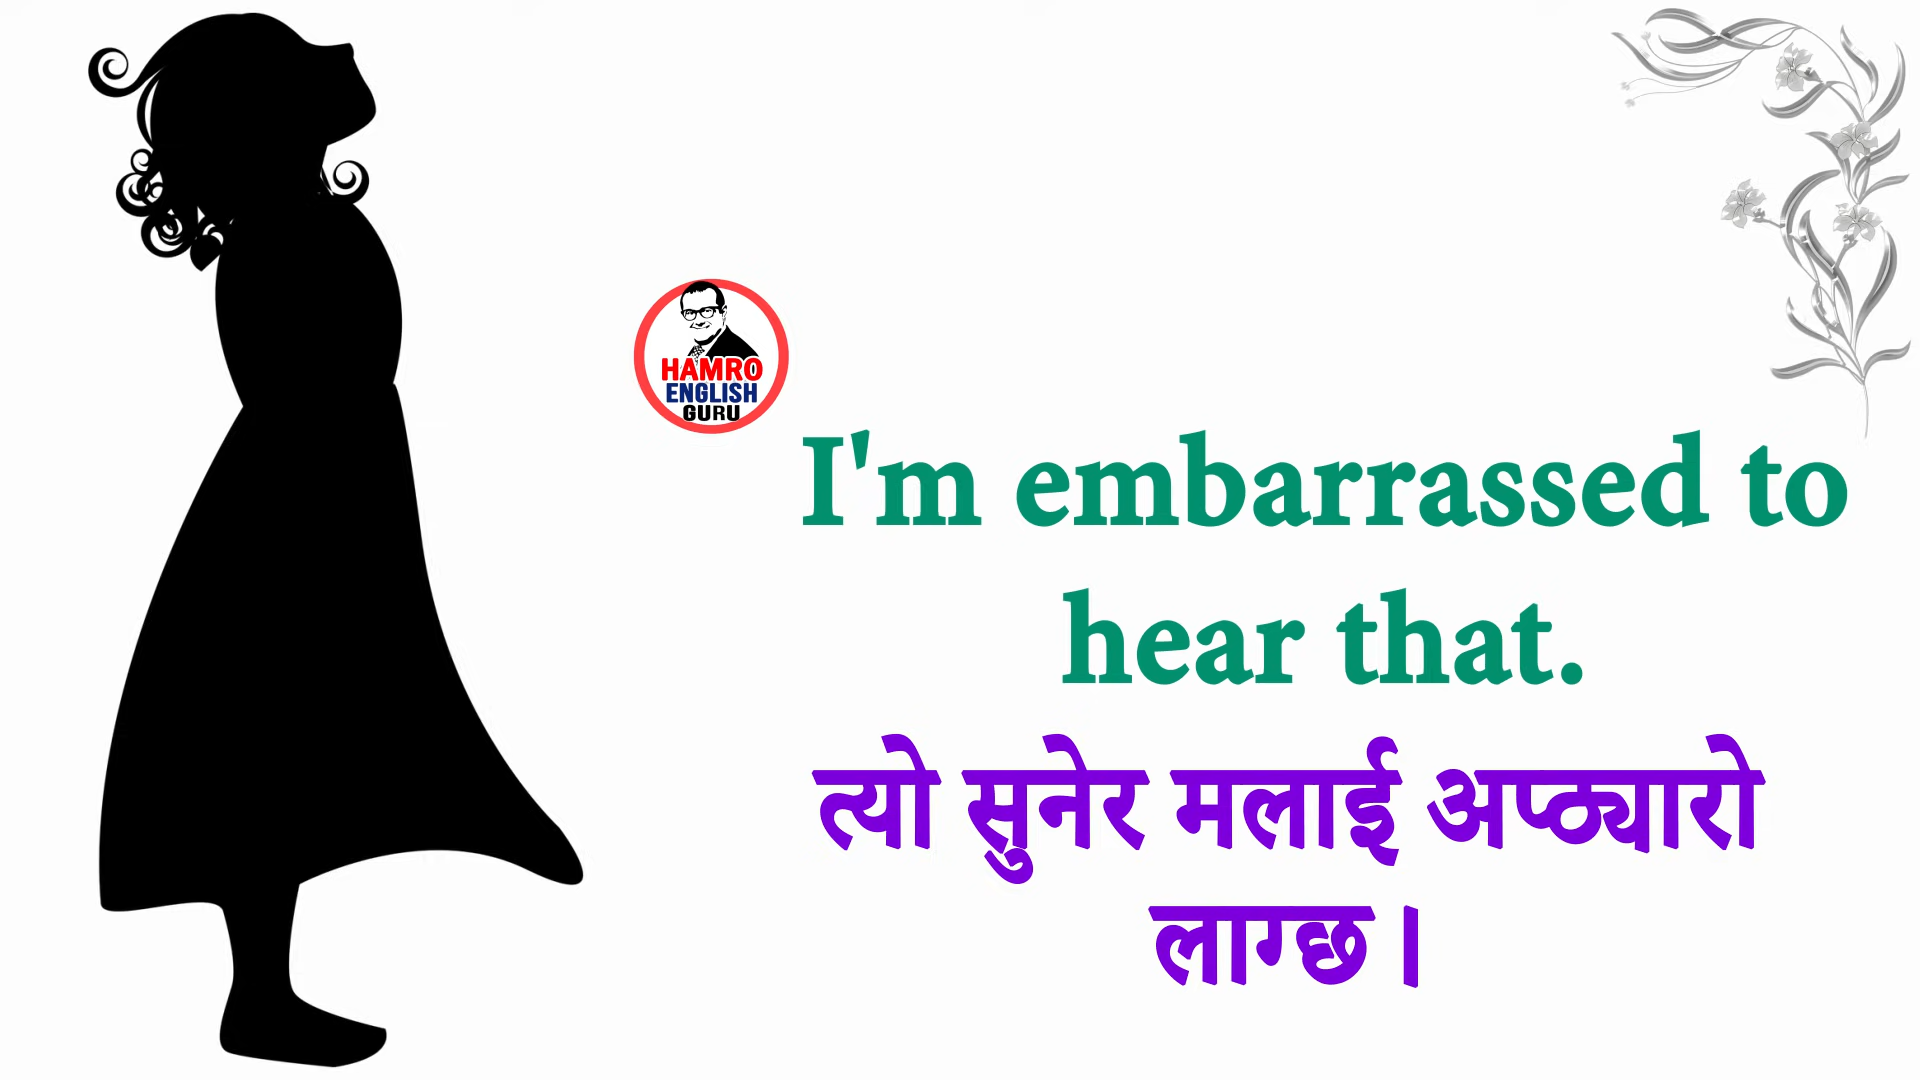 HAMRO
ENGLISH
GURU
I'm embarrassed to
hear that.
त्यो सुनेर मलाई अप्ठ्यारो
लाग्छ।